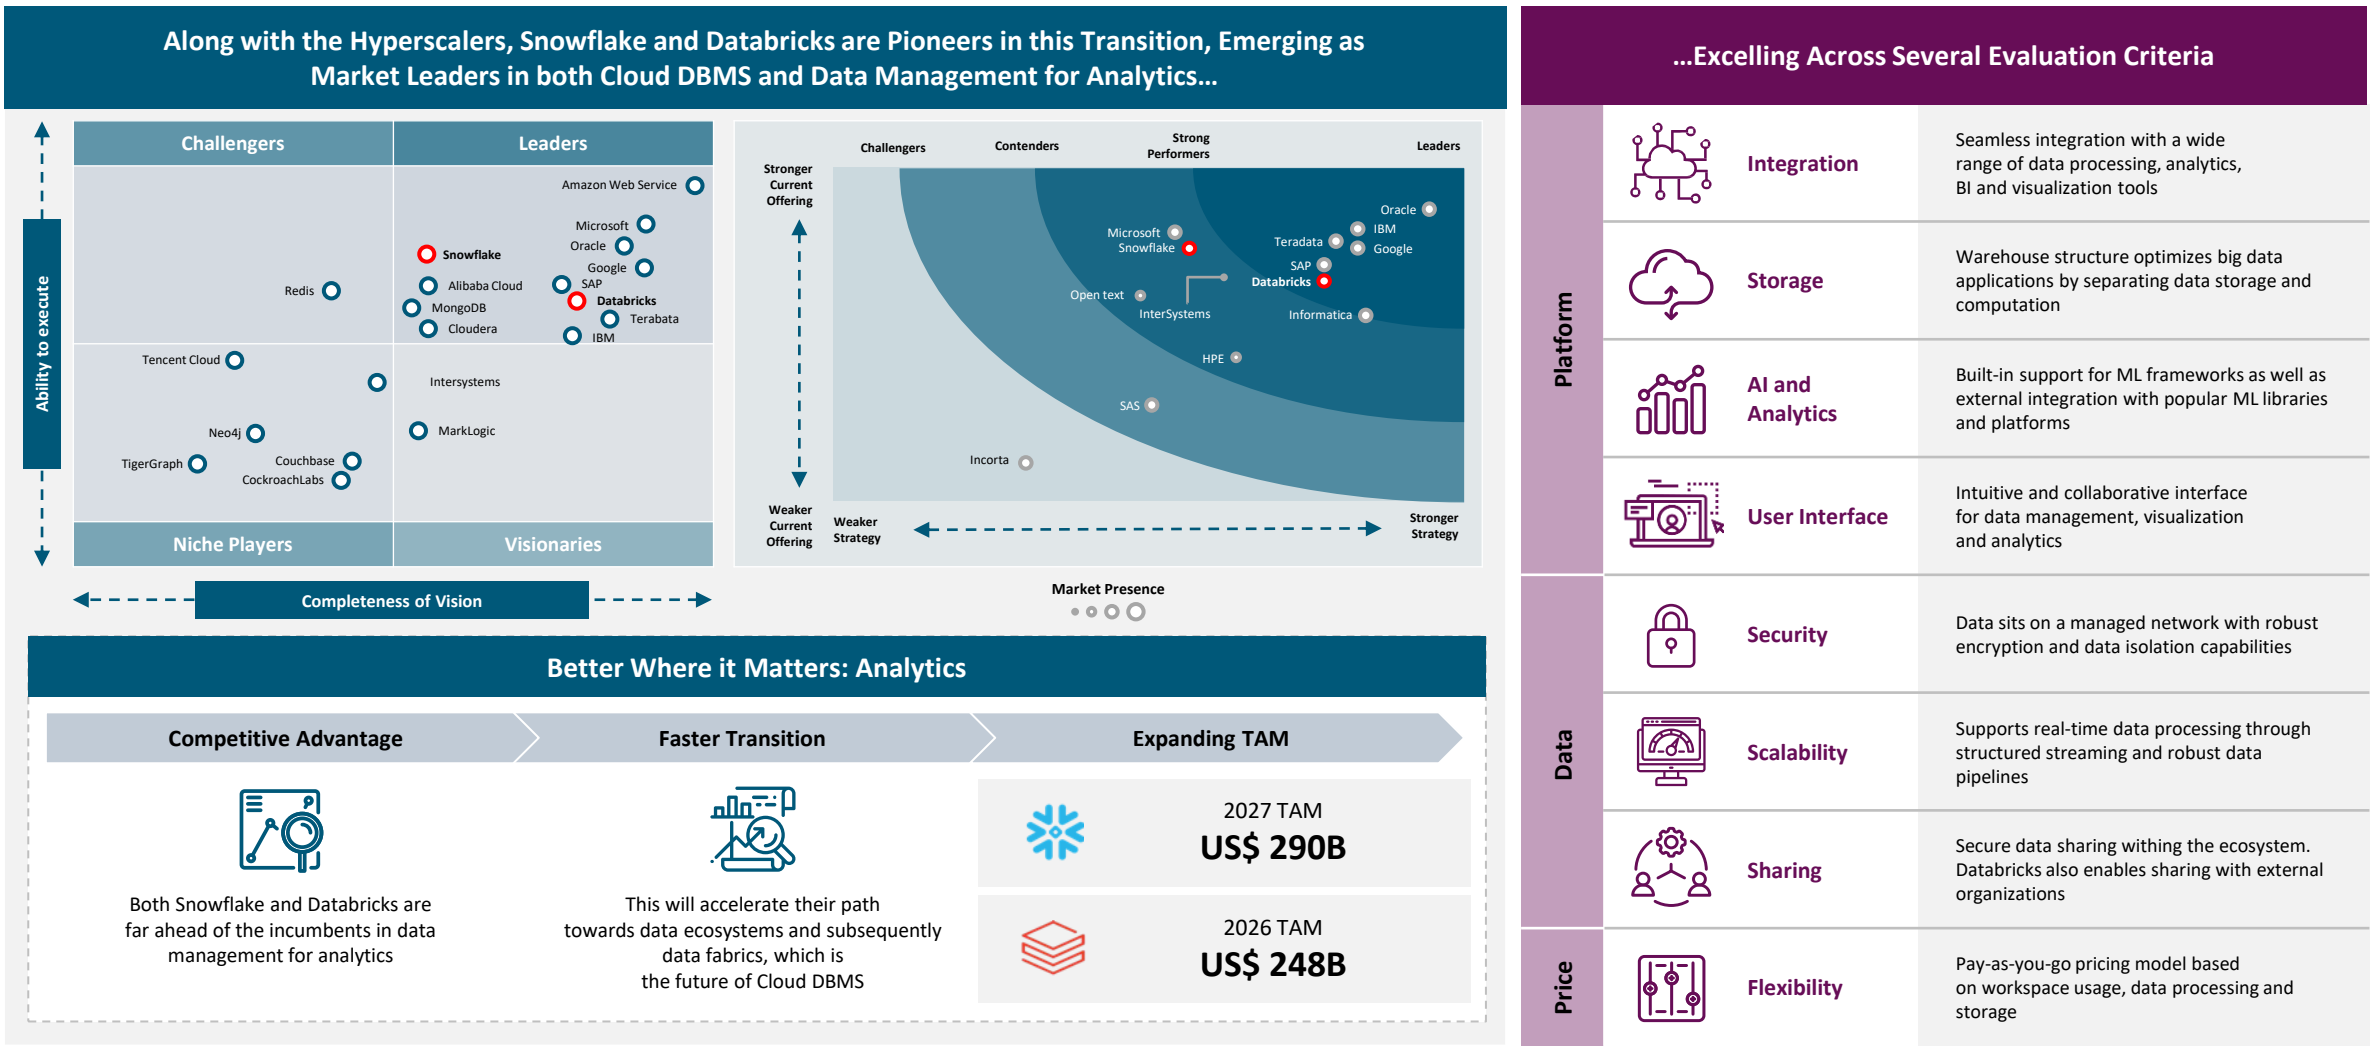 Along with the Hyperscalers, Snowflake and Databricks are Pioneers in this Transition, Emerging as
Market Leaders in both Cloud DBMS and Data Management for Analytics...
Challengers
Leaders
Amazon Web Service
Microsoft
Oracle
Snowflake
Google
Redis
Alibaba Cloud
SAP
MongoDB
Databricks
Cloudera
Terabata
IBM
Tencent Cloud
Intersystems
Neo4j
MarkLogic
TigerGraph
Couchbase
CockroachLabs
Niche Players
Visionaries
Ability to execute
Completeness of Vision
Challengers
Contenders
Strong
Performers
Leaders
Stronger
Current
Offering
Oracle
Microsoft
IBM
Snowflake
Teradata
Google
SAP
Databricks
Open text
InterSystems
Informatica
HPE
SAS
Incorta
Weaker
Current
Offering
Weaker
Strategy
Stronger
Strategy
Market Presence
Better Where it Matters: Analytics
Competitive Advantage
Faster Transition
Expanding TAM
Both Snowflake and Databricks are
far ahead of the incumbents in data
management for analytics
This will accelerate their path
towards data ecosystems and subsequently
data fabrics, which is
the future of Cloud DBMS
2027 TAM
US$ 290B
2026 TAM
US$ 248B
...Excelling Across Several Evaluation Criteria
Platform
Integration
Seamless integration with a wide
range of data processing, analytics,
BI and visualization tools
Storage
Warehouse structure optimizes big data
applications by separating data storage and
computation
AI and
Analytics
Built-in support for ML frameworks as well as
external integration with popular ML libraries
and platforms
User Interface
Intuitive and collaborative interface
for data management, visualization
and analytics
Data
Security
Data sits on a managed network with robust
encryption and data isolation capabilities
Scalability
Supports real-time data processing through
structured streaming and robust data
pipelines
Sharing
Secure data sharing withing the ecosystem.
Databricks also enables sharing with external
organizations
Price
Flexibility
Pay-as-you-go pricing model based
on workspace usage, data processing and
storage